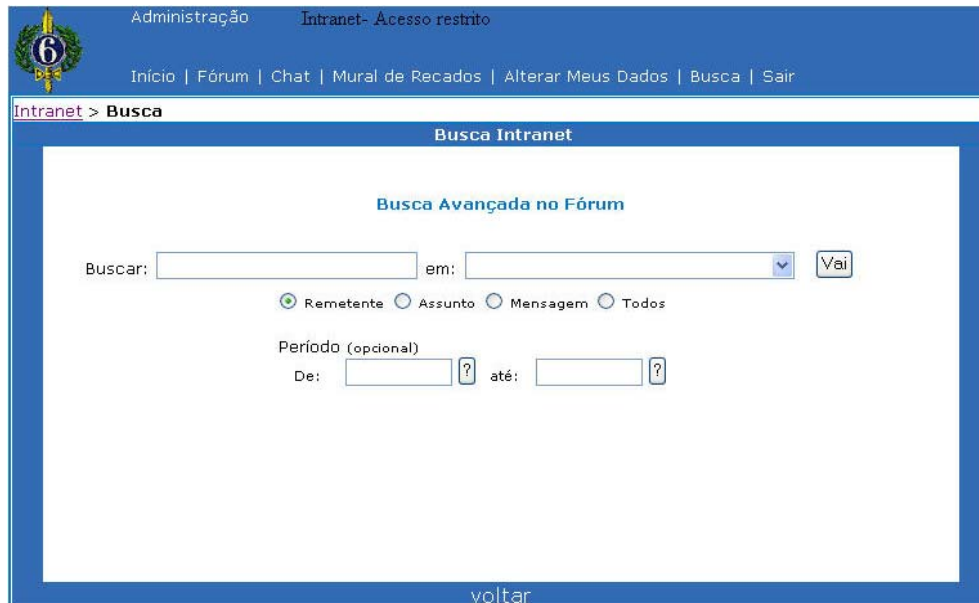 Administração Intranet- Acesso restrito
6
Início | Fórum | Chat | Mural de Recados | Alterar Meus Dados | Busca | Sair
Intranet > Busca
Busca Intranet
Busca Avançada no Fórum
Buscar: em: Vai
Remetente Assunto Mensagem Todos
Período (opcional)
De: ? até: ?
voltar